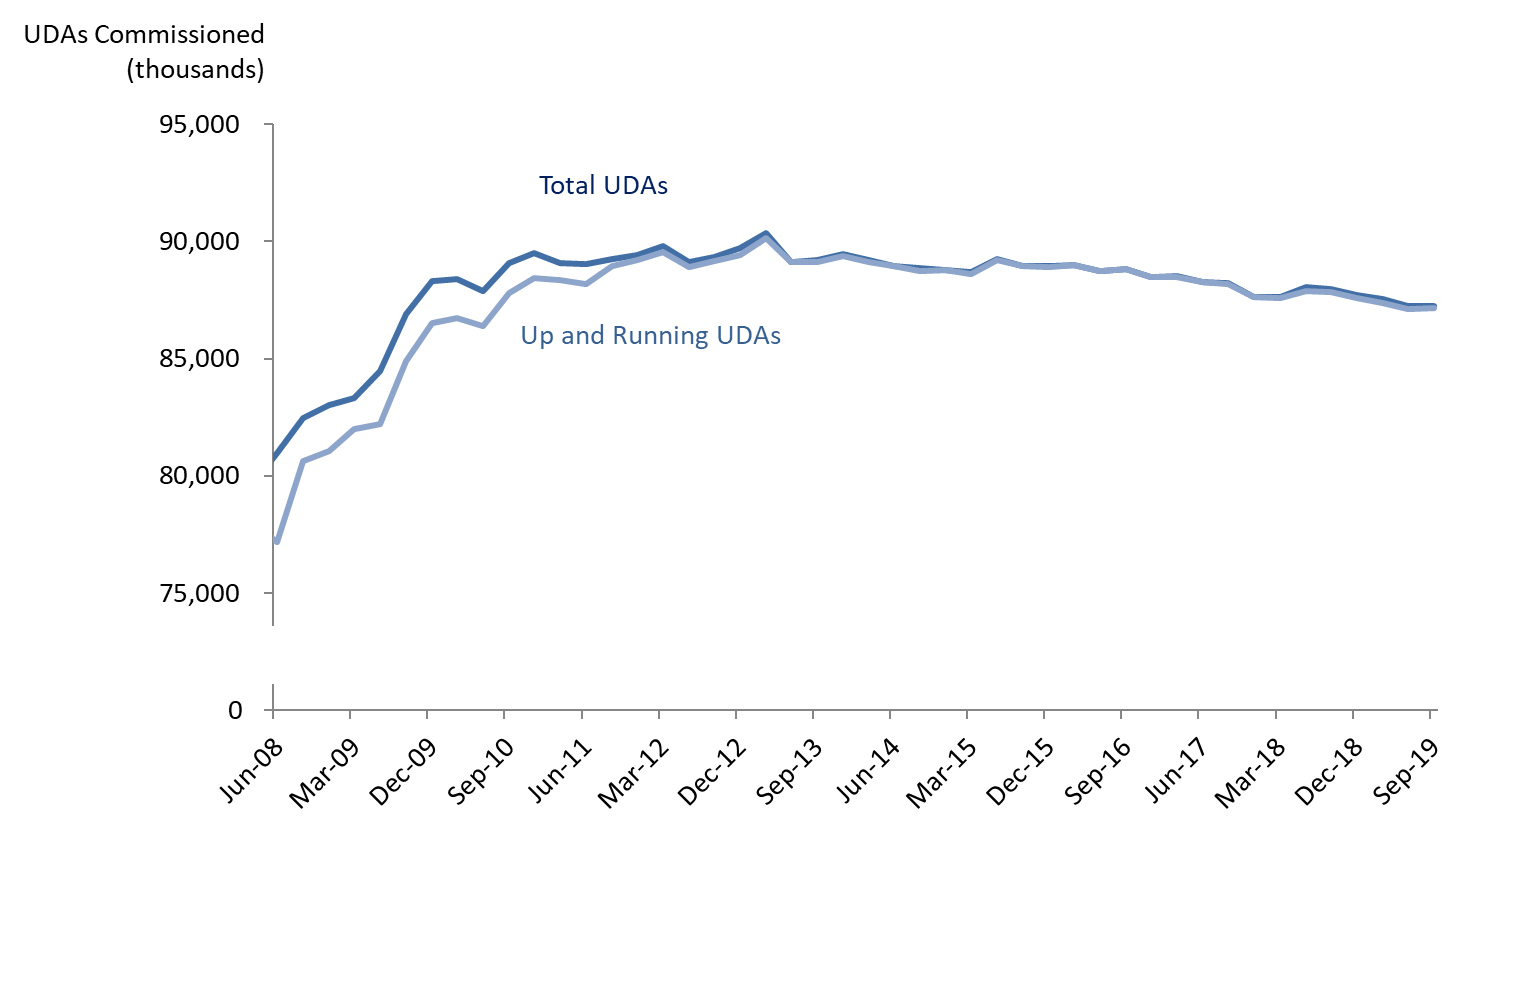 UDAs Commissioned
(thousands)
95,000
Total UDAs
90,000
Up and Running UDAs
85,000
80,000
75,000
0
Jun-08
Mar-09
Dec-09
Sep-10
Jun-11
Mar-12
Dec-12
Sep-13
Jun-14
Mar-15
Dec-15
Sep-16
Jun-17
Mar-18
Dec-18
Sep-19